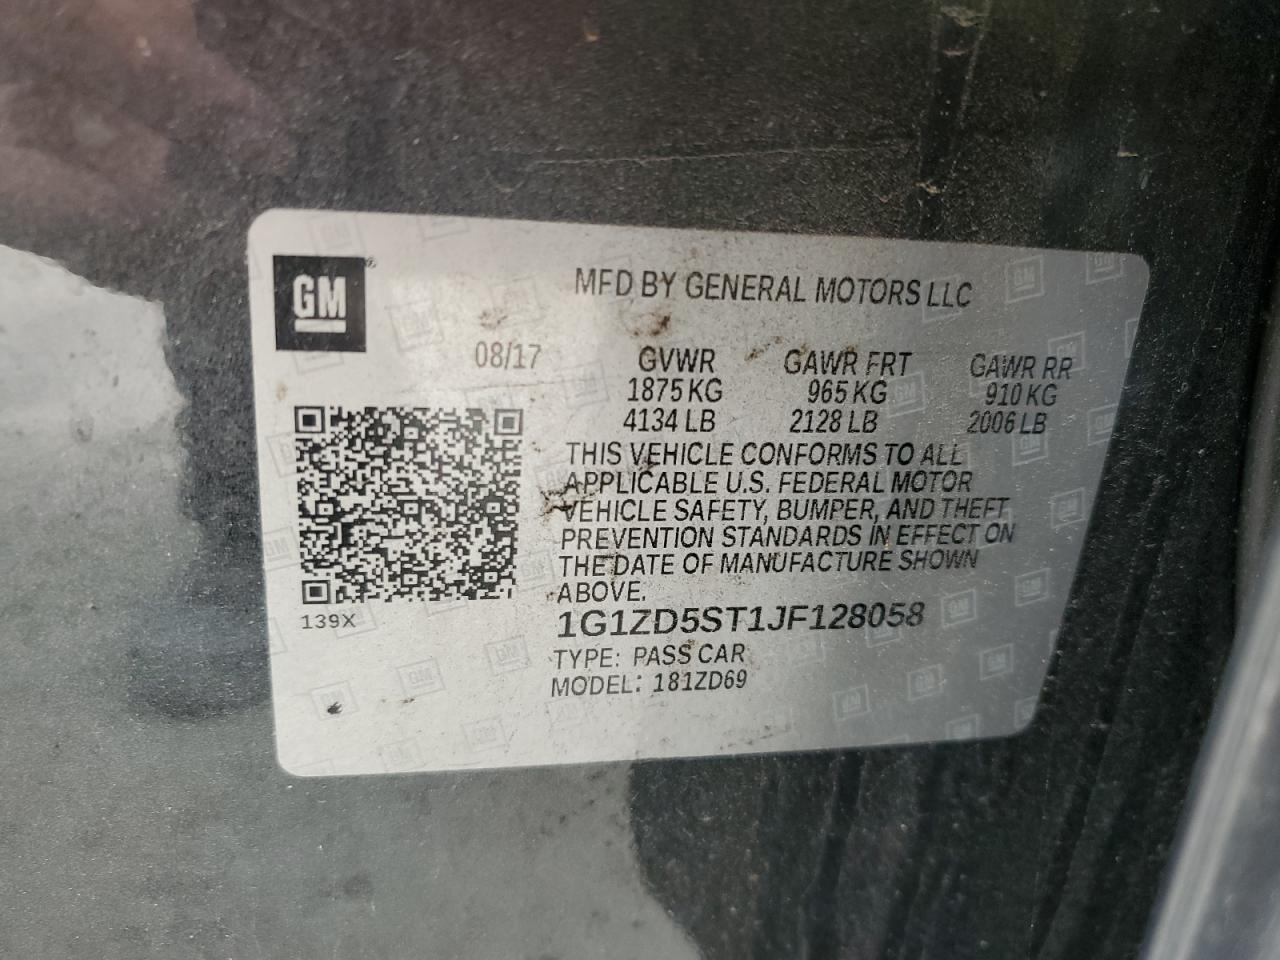 GM
MFD BY GENERAL MOTORS LLC
08/17 GVWR GAWR FRT GAWR RR
1875 KG 965 KG 910 KG
4134 LB 2128 LB 2006 LB
THIS VEHICLE CONFORMS TO ALL
APPLICABLE U.S. FEDERAL MOTOR
VEHICLE SAFETY, BUMPER, AND THEFT
PREVENTION STANDARDS IN EFFECT ON
THE DATE OF MANUFACTURE SHOWN
ABOVE.
139X
1G1ZD5ST1JF128058
TYPE: PASS CAR
MODEL: 181ZD69